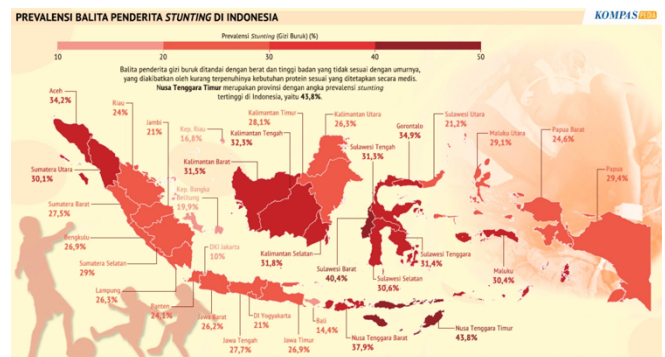 PREVALENSI BALITA PENDERITA STUNTING DI INDONESIA
KOMPASPEDIA
Prevalensi Stunting (Gizi Buruk) (%)
10 20 30 40 50
Balita penderita gizi buruk ditandai dengan berat dan tinggi badan yang tidak sesuai dengan umurnya,
yang diakibatkan oleh kurang terpenuhinya kebutuhan protein sesuai yang ditetapkan secara medis.
Nusa Tenggara Timur merupakan provinsi dengan angka prevalensi stunting
tertinggi di Indonesia, yaitu 43,8%.
Aceh
34,2%
Riau
24%
Jambi
21%
Kep. Riau
16,8%
Kalimantan Timur
28,1%
Kalimantan Tengah
32,3%
Kalimantan Barat
31,5%
Kalimantan Utara
26,3%
Gorontalo
34,9%
Sulawesi Utara
21,2%
Sulawesi Tengah
31,3%
Maluku Utara
29,1%
Papua Barat
24,6%
Papua
29,4%
Sumatera Utara
30,1%
Kep. Bangka
Belitung
19,9%
Sumatera Barat
27,5%
Bengkulu
26,9%
Sumatera Selatan
29%
Lampung
26,3%
Banten
24,1%
DKI Jakarta
10%
Jawa Barat
26,2%
Jawa Tengah
27,7%
DI Yogyakarta
21%
Jawa Timur
26,9%
Bali
14,4%
Kalimantan Selatan
31,8%
Sulawesi Barat
40,4%
Sulawesi Selatan
30,6%
Sulawesi Tenggara
31,4%
Maluku
30,4%
Nusa Tenggara Barat
37,9%
Nusa Tenggara Timur
43,8%